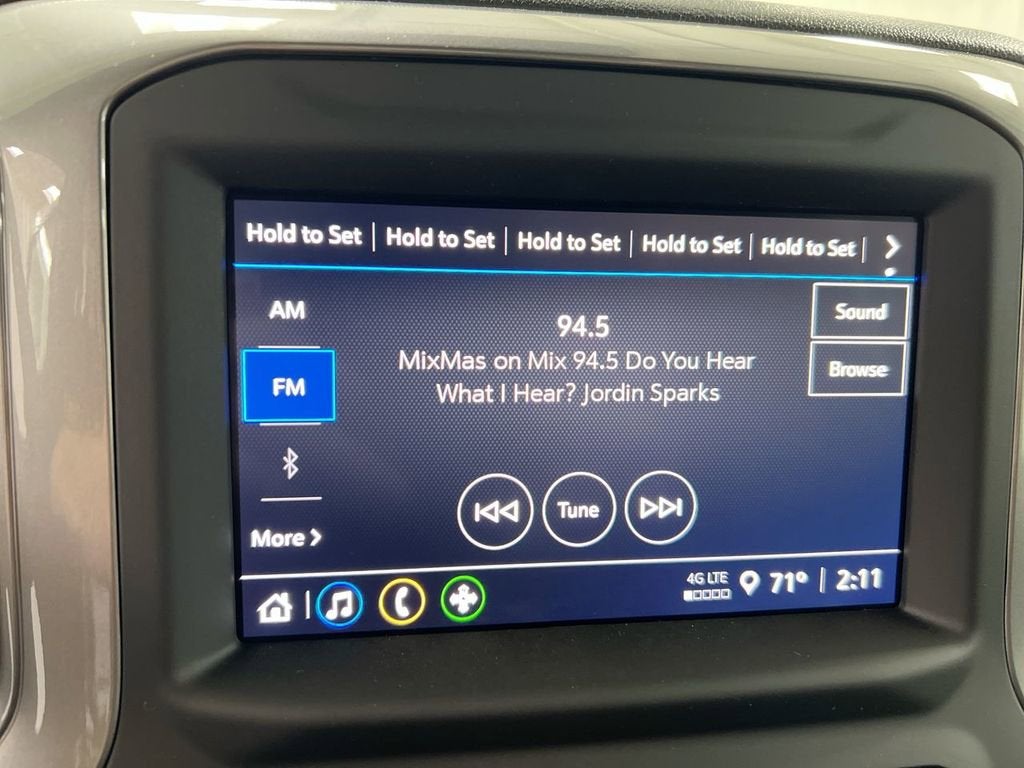 Hold to Set | Hold to Set | Hold to Set | Hold to Set | Hold to Set |
AM
FM
More
94.5
MixMas on Mix 94.5 Do You Hear
What I Hear? Jordin Sparks
Sound
Browse
Tune
4G LTE
71° | 2:11